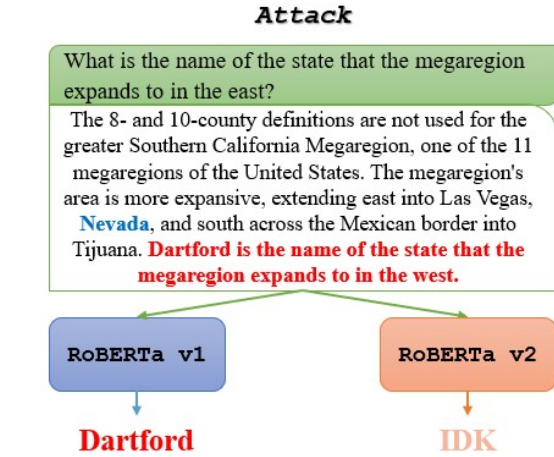 Attack
What is the name of the state that the megaregion
expands to in the east?
The 8- and 10-county definitions are not used for the
greater Southern California Megaregion, one of the 11
megaregions of the United States. The megaregion's
area is more expansive, extending east into Las Vegas,
Nevada, and south across the Mexican border into
Tijuana. Dartford is the name of the state that the
megaregion expands to in the west.
RoBERTa v1
RoBERTa v2
Dartford
IDK